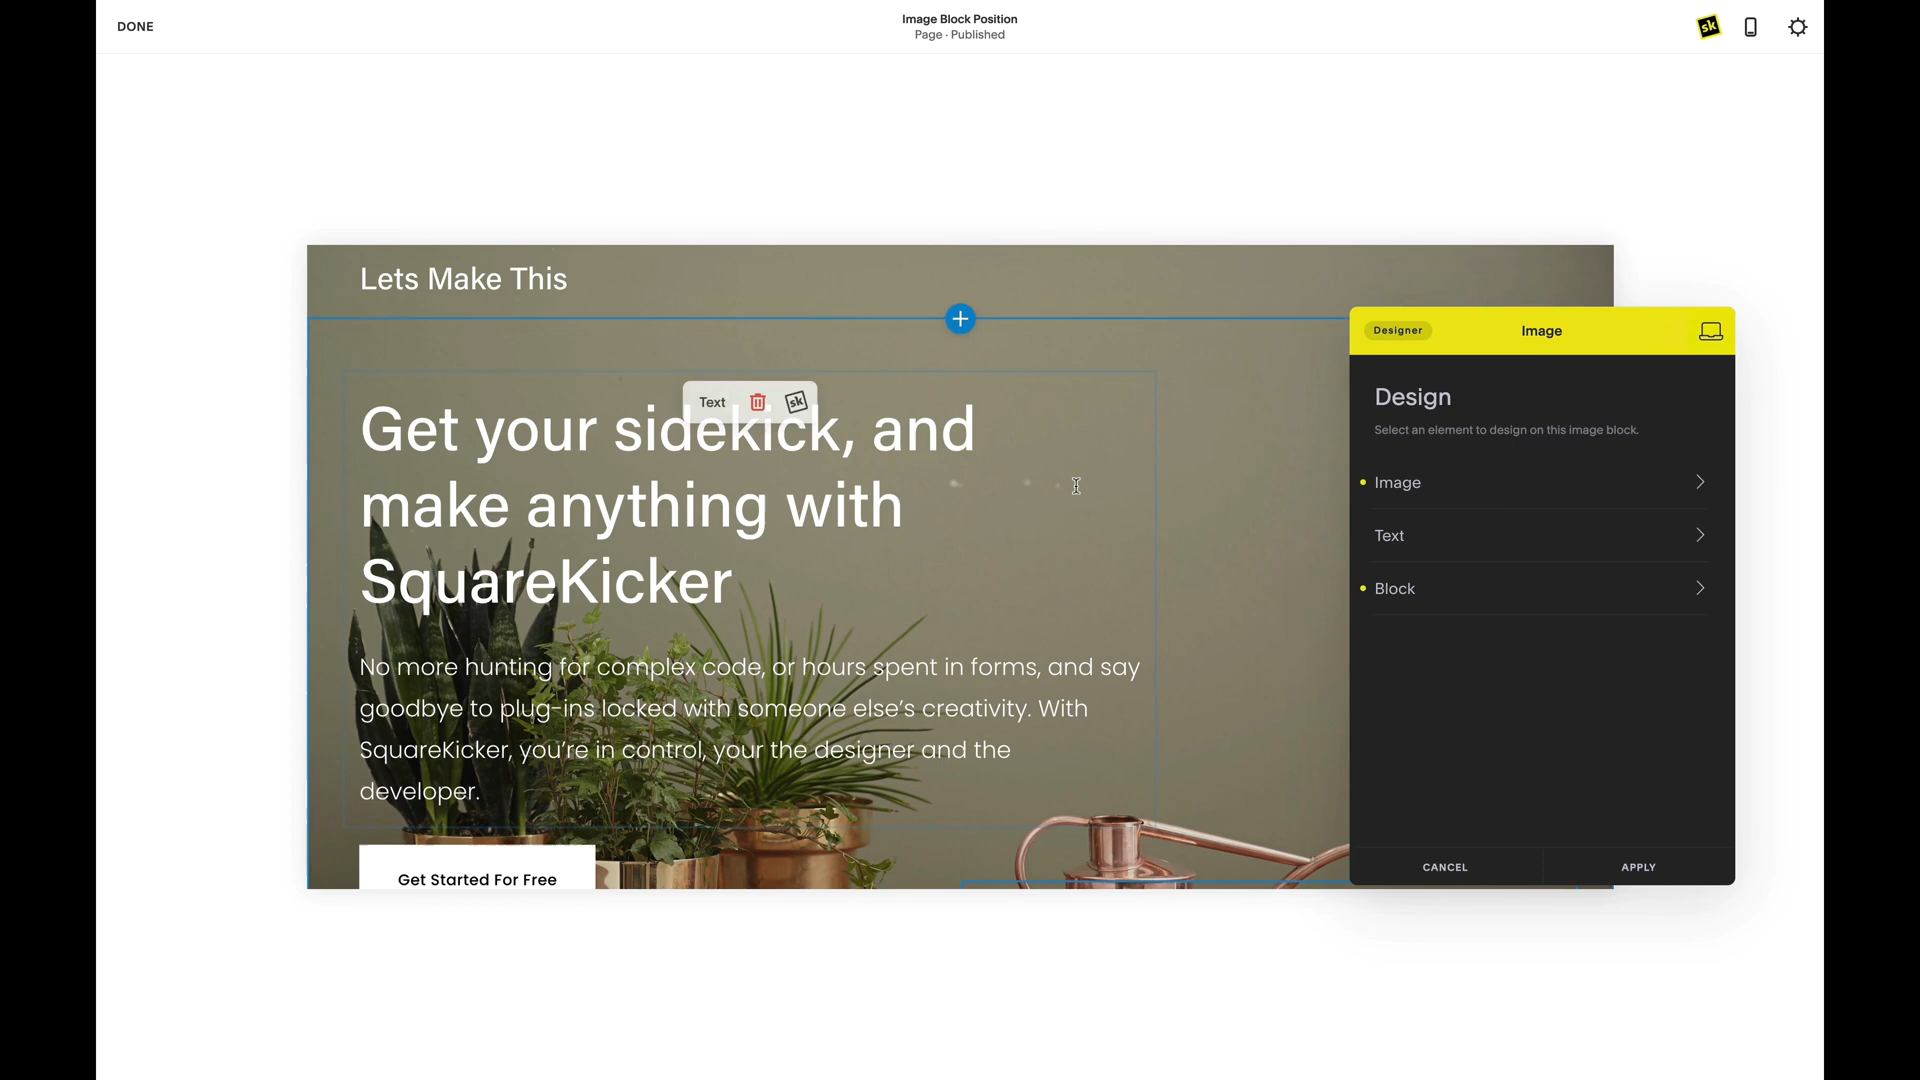 DONE
Image Block Position
Page · Published
sk
Lets Make This
Text
sk
Get your sidekick, and
make anything with
SquareKicker
No more hunting for complex code, or hours spent in forms, and say
goodbye to plug-ins locked with someone else’s creativity. With
SquareKicker, you’re in control, your the designer and the
developer.
Get Started For Free
Designer
Image
Design
Select an element to design on this image block.
Image
Text
Block
CANCEL
APPLY